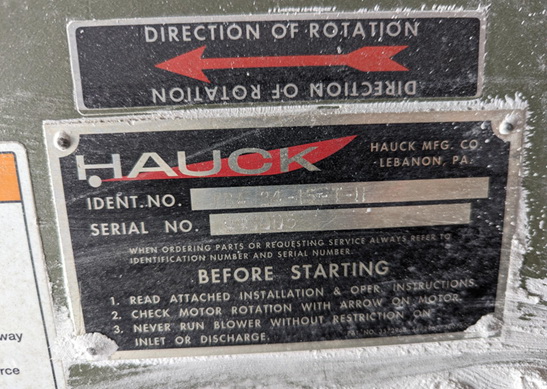 DIRECTION OF ROTATION
DIRECTION OF ROTATION
HAUCK
HAUCK MFG. CO.
LEBANON, PA.
IDENT. NO.
SERIAL NO.
WHEN ORDERING PARTS OR REQUESTING SERVICE ALWAYS REFER TO
IDENTIFICATION NUMBER AND SERIAL NUMBER.
BEFORE STARTING
1. READ ATTACHED INSTALLATION & OPER. INSTRUCTIONS.
2. CHECK MOTOR ROTATION WITH ARROW ON MOTOR.
3. NEVER RUN BLOWER WITHOUT RESTRICTION ON
INLET OR DISCHARGE.
way
rce